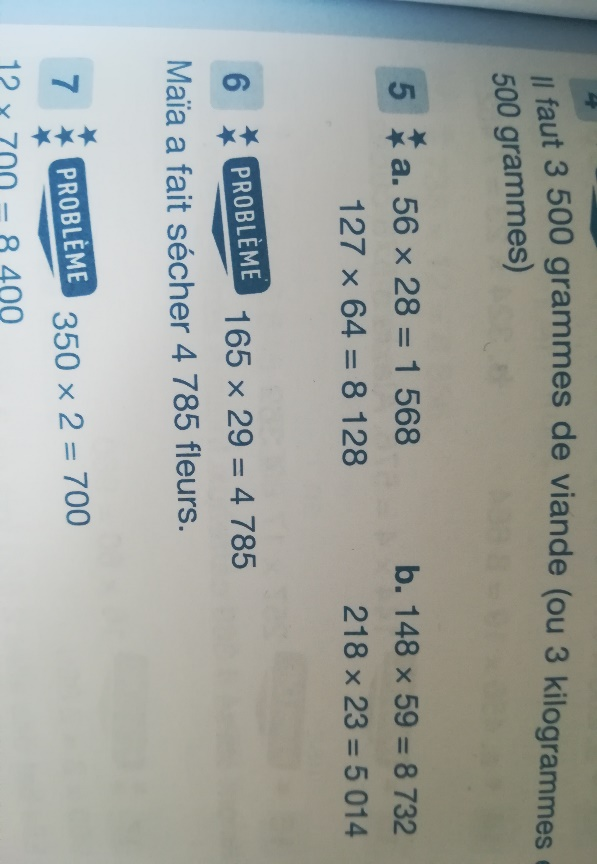 4
Il faut 3 500 grammes de viande (ou 3 kilogrammes
500 grammes)
5 ★★ a. 56 × 28 = 1 568 b. 148 × 59 = 8 732
127 × 64 = 8 128 218 × 23 = 5 014
6 ★★ PROBLÈME 165 × 29 = 4 785
Maïa a fait sécher 4 785 fleurs.
7 ★★★ PROBLÈME 350 × 2 = 700
12 × 700 = 8 400